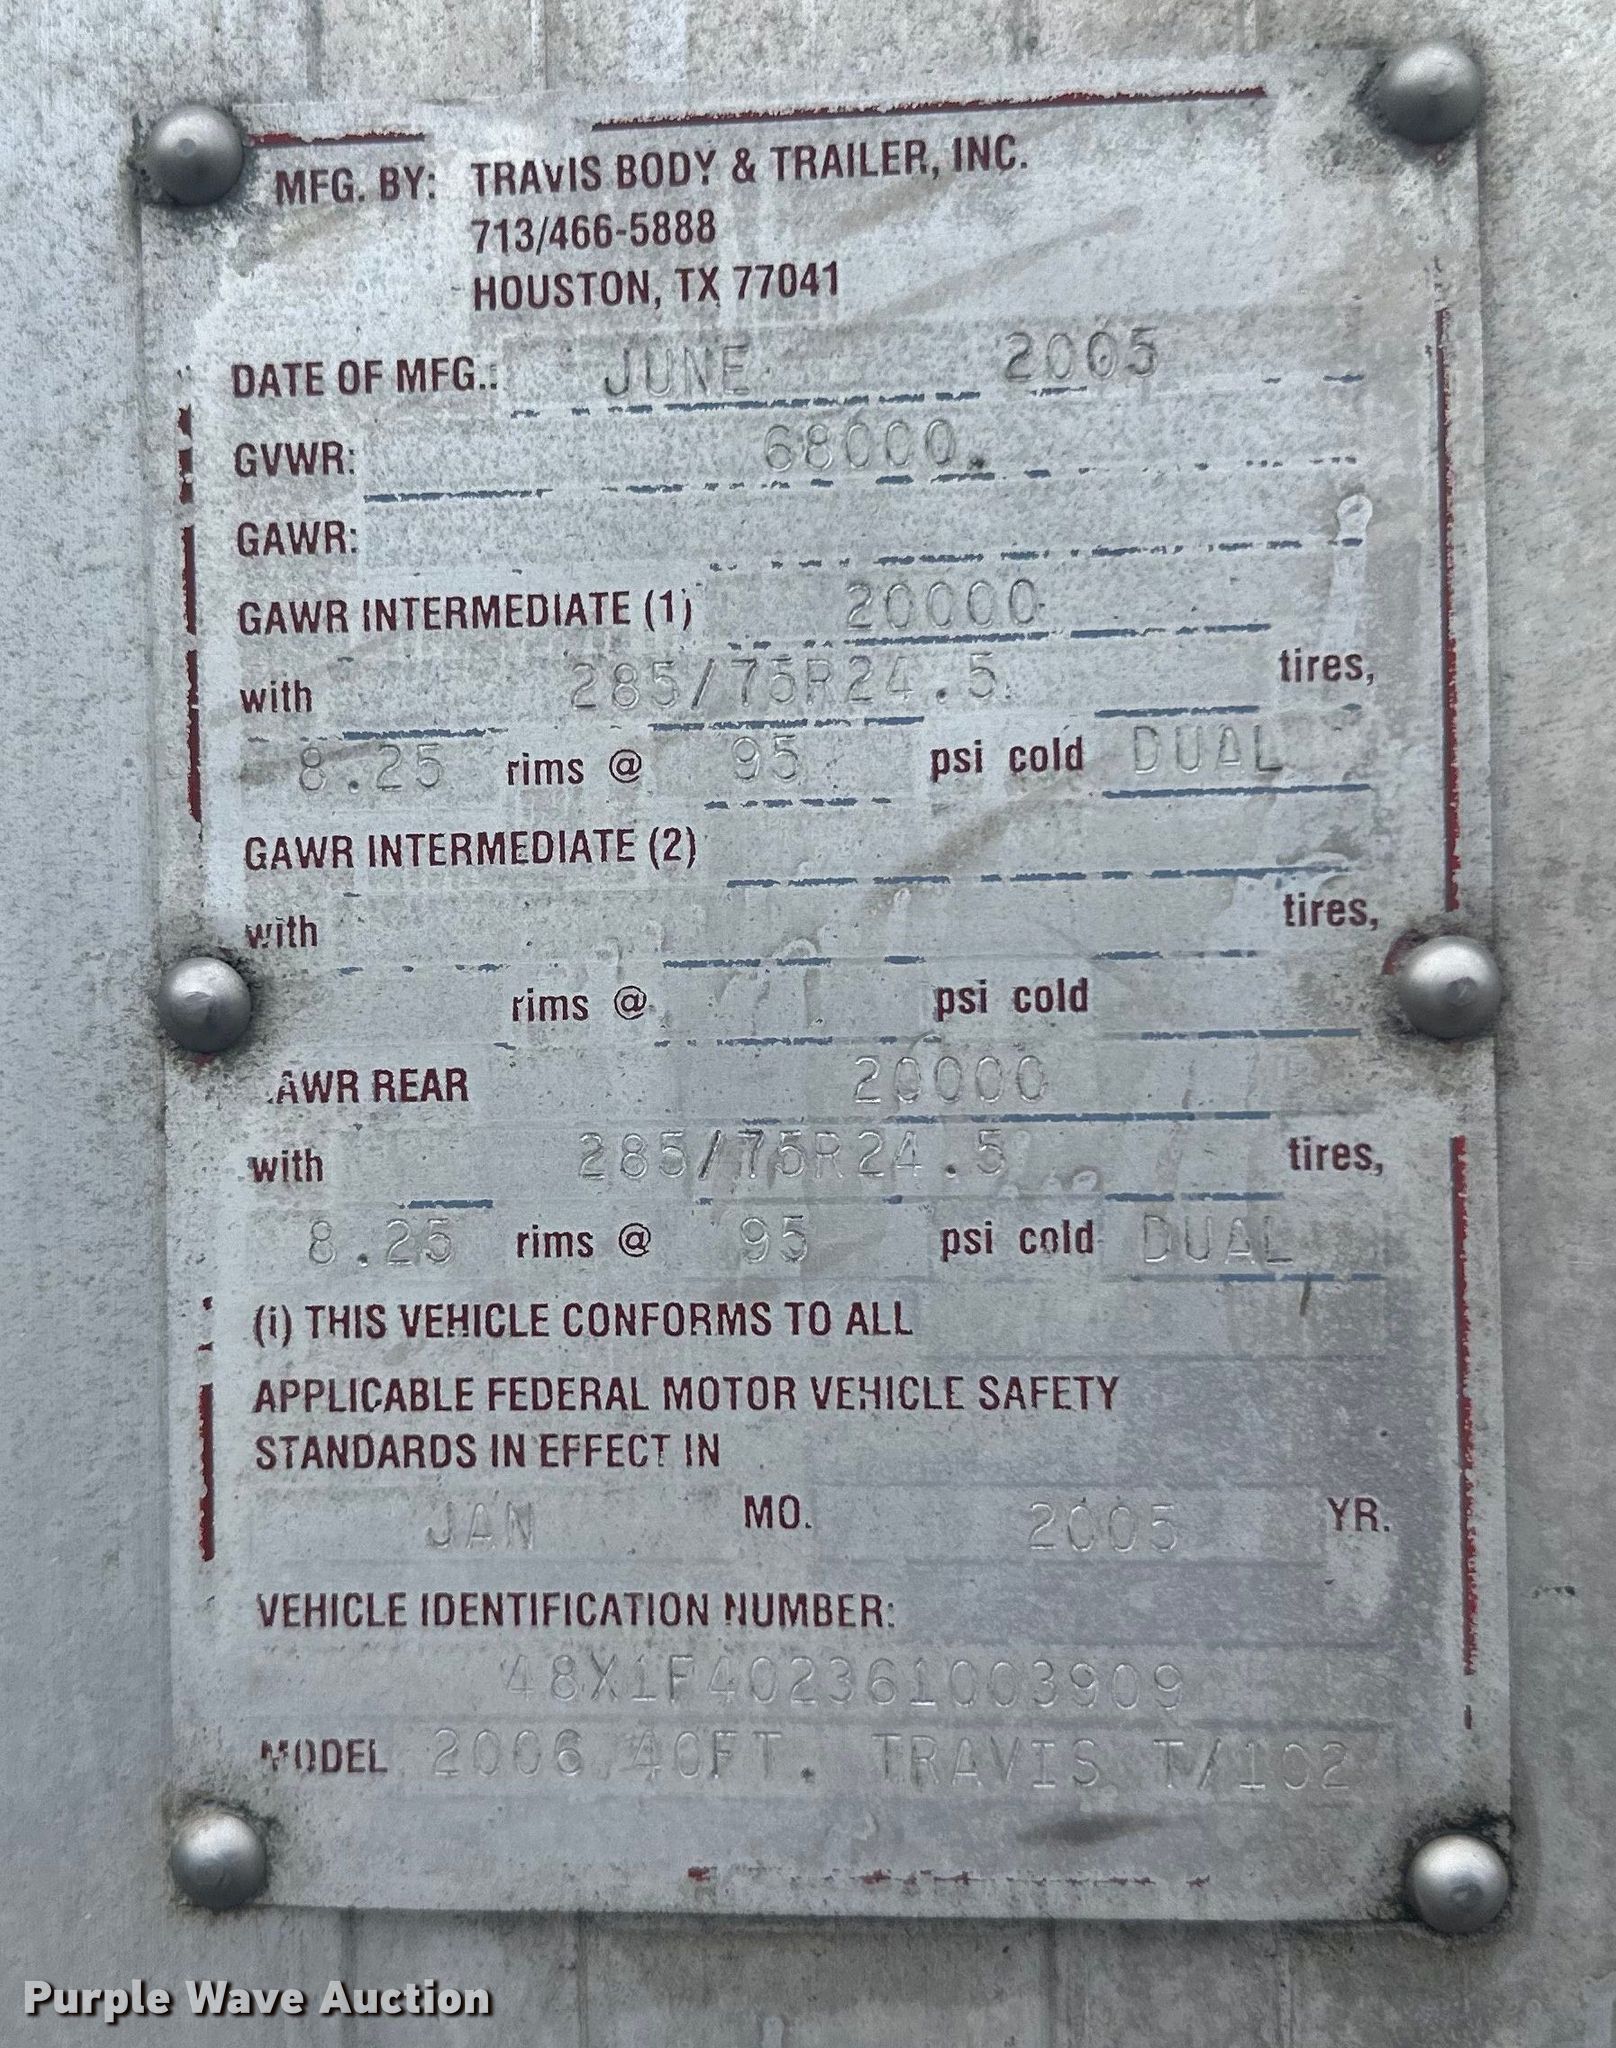 MFG. BY: TRAVIS BODY & TRAILER, INC.
713/466-5888
HOUSTON, TX 77041
DATE OF MFG.: JUNE 2005
GVWR: 68000
GAWR:
GAWR INTERMEDIATE (1) 20000
with 285/75R24.5 tires,
8.25 rims @ 95 psi cold DUAL
GAWR INTERMEDIATE (2)
with tires,
rims @ psi cold
AWR REAR 20000
with 285/75R24.5 tires,
8.25 rims @ 95 psi cold DUAL
(i) THIS VEHICLE CONFORMS TO ALL
APPLICABLE FEDERAL MOTOR VEHICLE SAFETY
STANDARDS IN EFFECT IN
JAN MO. 2005 YR.
VEHICLE IDENTIFICATION NUMBER:
48X1F402361003909
MODEL 2006 40FT. TRAVIS T/102
Purple Wave Auction